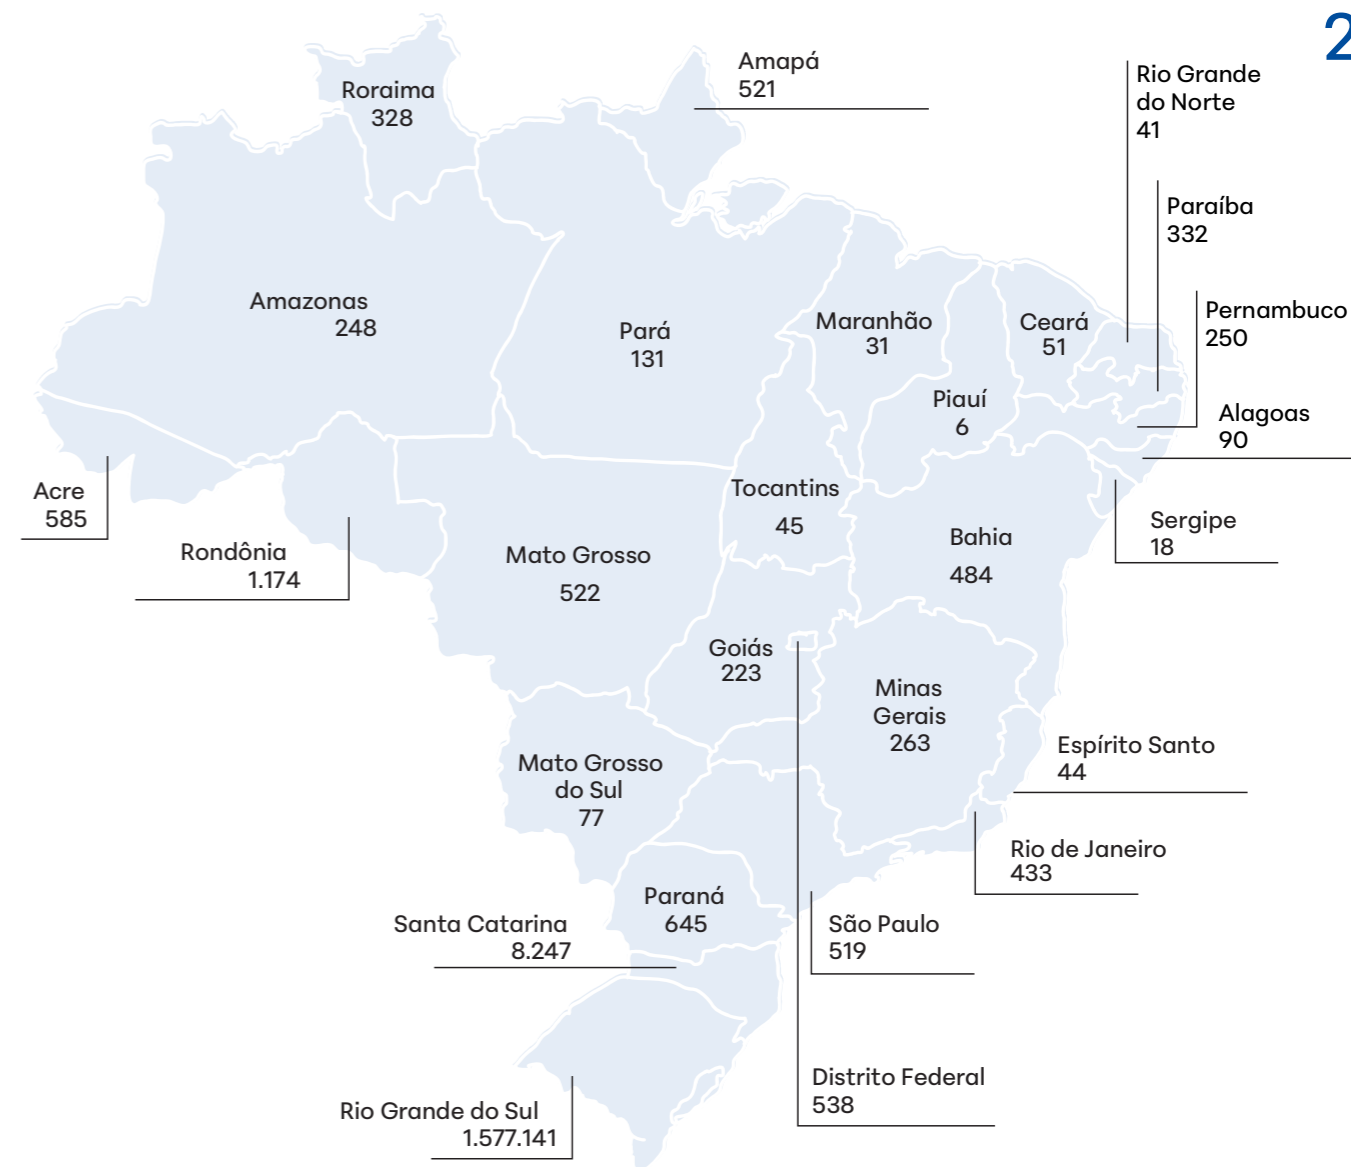 2
Amapá
521
Rio Grande
do Norte
41
Roraima
328
Paraíba
332
Amazonas
248
Pará
131
Maranhão
31
Ceará
51
Pernambuco
250
Piauí
6
Alagoas
90
Acre
585
Tocantins
45
Sergipe
18
Rondônia
1.174
Mato Grosso
522
Bahia
484
Goiás
223
Minas
Gerais
263
Espírito Santo
44
Mato Grosso
do Sul
77
Rio de Janeiro
433
Paraná
645
Santa Catarina
8.247
São Paulo
519
Distrito Federal
538
Rio Grande do Sul
1.577.141